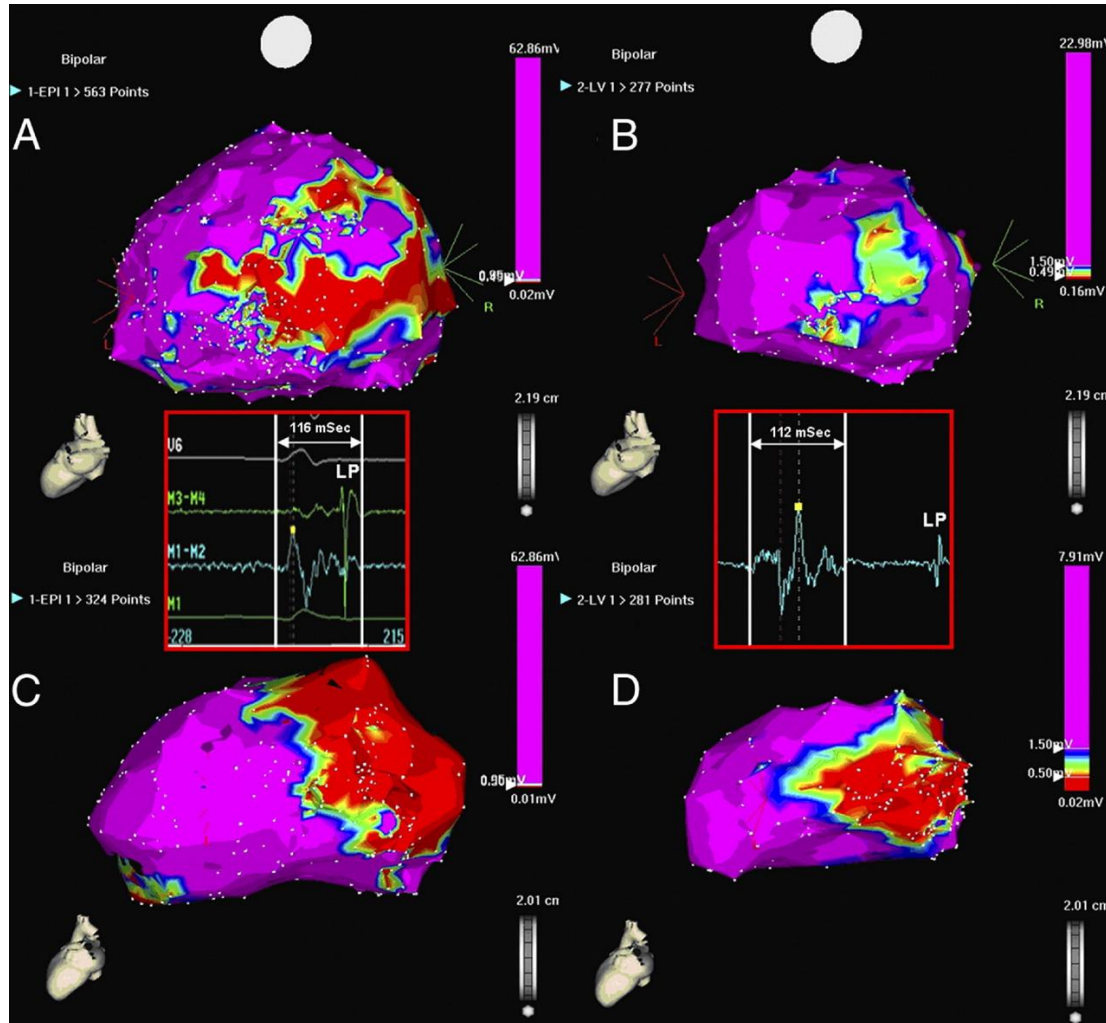 Bipolar
1-EPI 1 > 563 Points
62.86mV
A
0.02mV
L
R
2.19 cm
Bipolar
2-LV 1 > 277 Points
22.98mV
B
1.50mV
0.49mV
0.16mV
L
R
2.19 cm
116 mSec
V6
LP
M3-M4
M1-M2
M1
-228
215
112 mSec
LP
Bipolar
1-EPI 1 > 324 Points
62.86mV
C
0.01mV
2.01 cm
Bipolar
2-LV 1 > 281 Points
7.91mV
D
1.50mV
0.50mV
0.02mV
2.01 cm